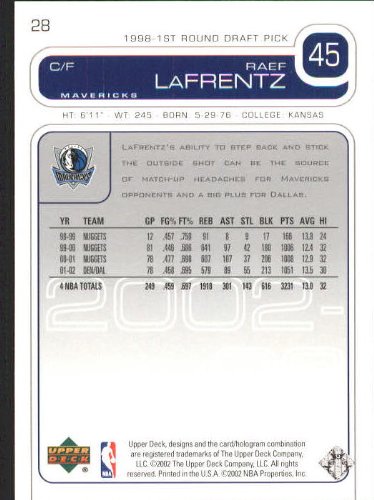 28
1998-1ST ROUND DRAFT PICK
C/F
RAEF
45
LAFRENTZ
MAVERICKS
HT: 6'11" · WT: 245 · BORN: 5-29-76 · COLLEGE: KANSAS
LAFRENTZ'S ABILITY TO STEP BACK AND STICK
THE OUTSIDE SHOT CAN BE THE SOURCE
OF MATCH-UP HEADACHES FOR MAVERICKS
OPPONENTS AND A BIG PLUS FOR DALLAS.
YR TEAM GP FG% FT% REB AST STL BLK PTS AVG HI
98-99 NUGGETS 12 .457 .750 91 8 9 17 166 13.8 24
99-00 NUGGETS 81 .446 .686 641 97 42 180 1006 12.4 32
00-01 NUGGETS 78 .477 .698 607 107 37 206 1008 12.9 32
01-02 DEN/DAL 78 .458 .695 579 89 55 213 1051 13.5 30
4 NBA TOTALS 249 .459 .697 1918 301 143 616 3231 13.0 32
2002-
UPPER
DECK
NBA
Upper Deck, designs and the card/hologram combination
are registered trademarks of The Upper Deck Company,
LLC. ©2002 The Upper Deck Company, LLC. All rights
reserved. Printed in the U.S.A. ©2002 NBA Properties, Inc.